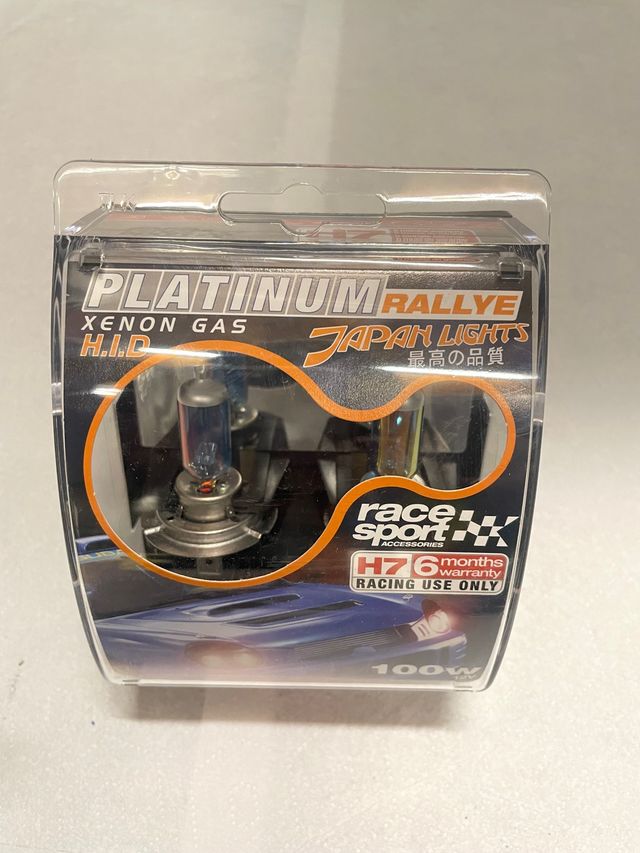 PLATINUM RALLYE
XENON GAS
H.I.D
JAPAN LIGHTS
最高の品質
race
sport
ACCESSORIES
H7 6 months
warranty
RACING USE ONLY
100w
12V